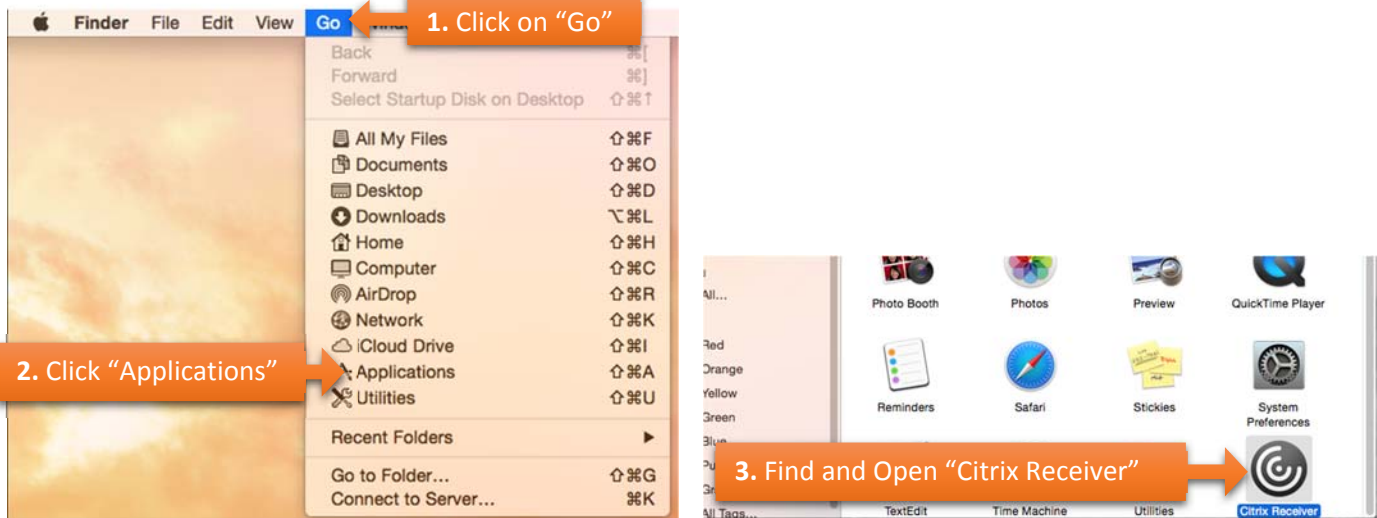 Finder File Edit View Go
1. Click on “Go”
Back ⌘[
Forward ⌘]
Select Startup Disk on Desktop ⇧⌘↑
All My Files ⇧⌘F
Documents ⇧⌘O
Desktop ⇧⌘D
Downloads ⌥⌘L
Home ⇧⌘H
Computer ⇧⌘C
AirDrop ⇧⌘R
Network ⇧⌘K
iCloud Drive ⇧⌘I
2. Click “Applications”
Applications ⇧⌘A
Utilities ⇧⌘U
Recent Folders
Go to Folder... ⇧⌘G
Connect to Server... ⌘K
All...
Red
Orange
Yellow
Green
Blue
All Tags...
Photo Booth Photos Preview QuickTime Player
Reminders Safari Stickies System
Preferences
3. Find and Open “Citrix Receiver”
TextEdit Time Machine Utilities Citrix Receiver